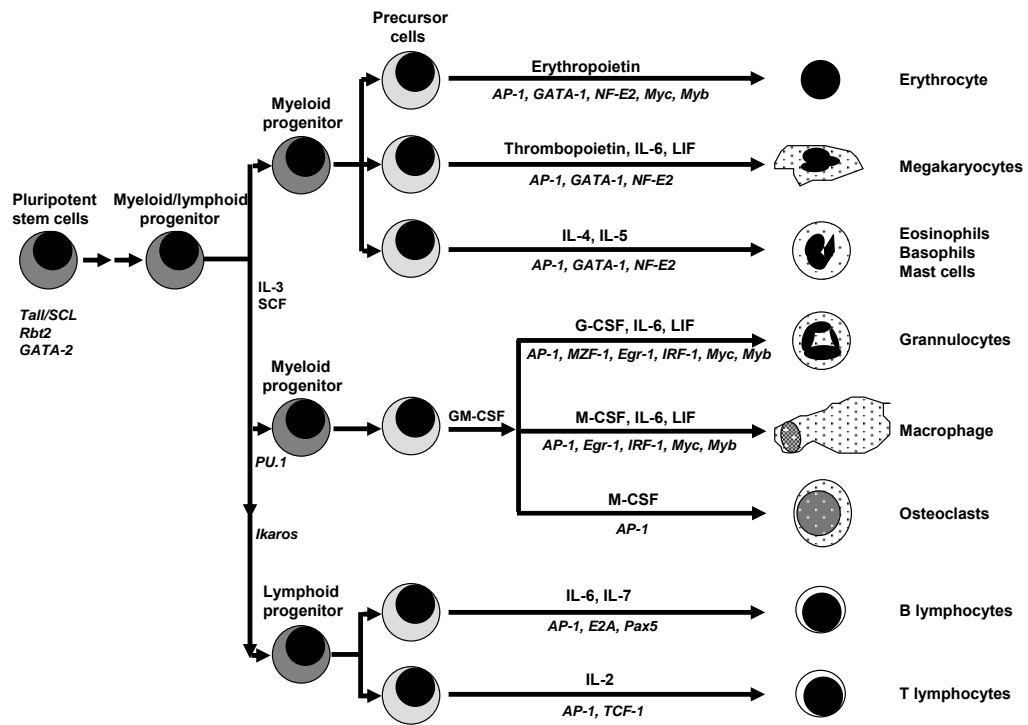 Precursor
cells
Erythropoietin
AP-1, GATA-1, NF-E2, Myc, Myb
Erythrocyte
Myeloid
progenitor
Thrombopoietin, IL-6, LIF
AP-1, GATA-1, NF-E2
Megakaryocytes
Pluripotent
stem cells
Myeloid/lymphoid
progenitor
IL-4, IL-5
AP-1, GATA-1, NF-E2
Eosinophils
Basophils
Mast cells
Tall/SCL
Rbt2
GATA-2
IL-3
SCF
G-CSF, IL-6, LIF
AP-1, MZF-1, Egr-1, IRF-1, Myc, Myb
Grannulocytes
Myeloid
progenitor
PU.1
GM-CSF
M-CSF, IL-6, LIF
AP-1, Egr-1, IRF-1, Myc, Myb
Macrophage
M-CSF
AP-1
Osteoclasts
Ikaros
Lymphoid
progenitor
IL-6, IL-7
AP-1, E2A, Pax5
B lymphocytes
IL-2
AP-1, TCF-1
T lymphocytes